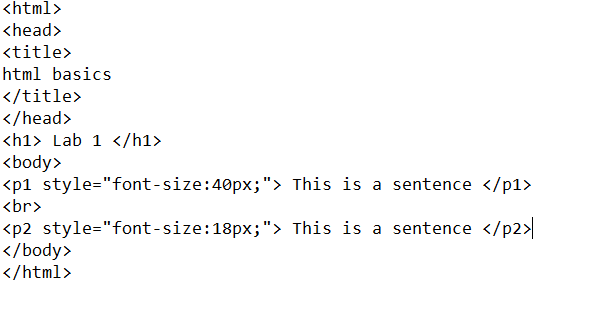 <html>
<head>
<title>
html basics
</title>
</head>
<h1> Lab 1 </h1>
<body>
<p1 style="font-size:40px;"> This is a sentence </p1>
<br>
<p2 style="font-size:18px;"> This is a sentence </p2>
</body>
</html>